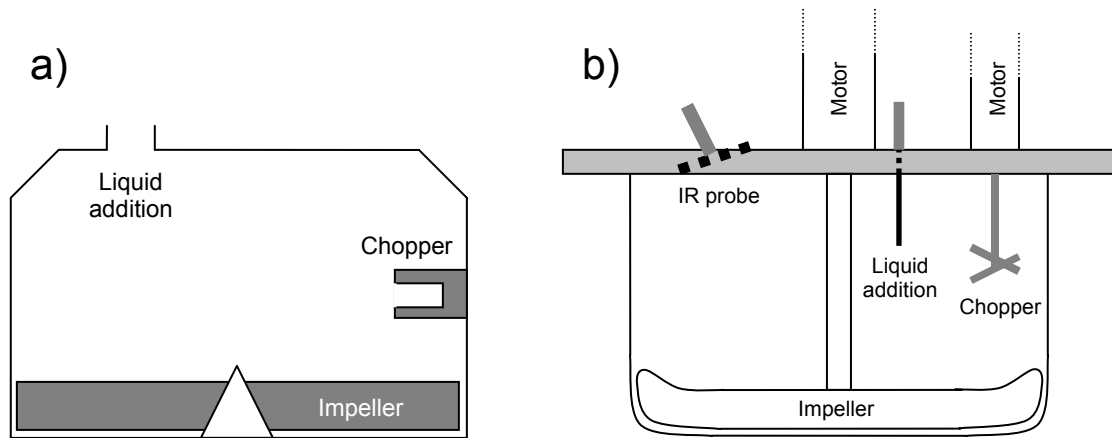 a)
Liquid
addition
Chopper
Impeller
b)
Motor
Motor
IR probe
Liquid
addition
Chopper
Impeller